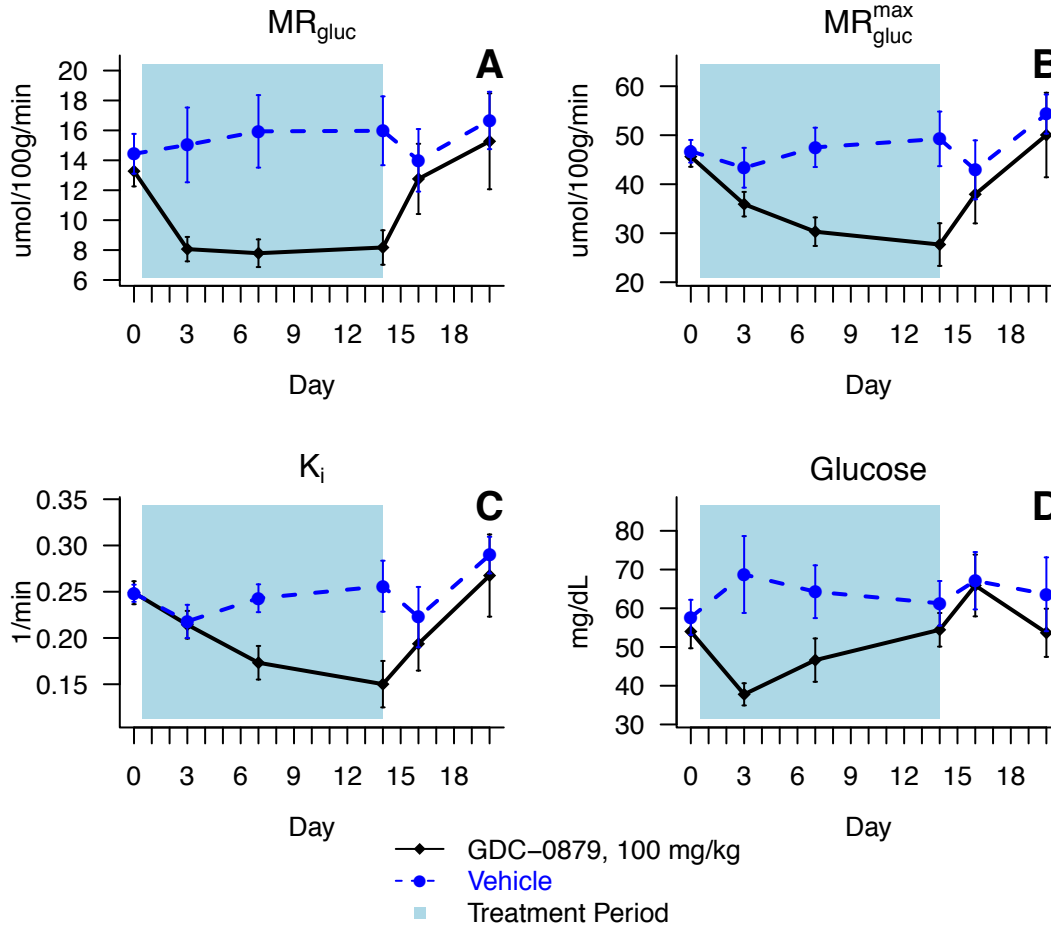 MRgluc
A
umol/100g/min
20
18
16
14
12
10
8
6
0 3 6 9 12 15 18
Day
MRgluc max
B
umol/100g/min
60
50
40
30
20
0 3 6 9 12 15 18
Day
Ki
C
1/min
0.35
0.30
0.25
0.20
0.15
0 3 6 9 12 15 18
Day
Glucose
D
mg/dL
80
70
60
50
40
30
0 3 6 9 12 15 18
Day
GDC−0879, 100 mg/kg
Vehicle
Treatment Period